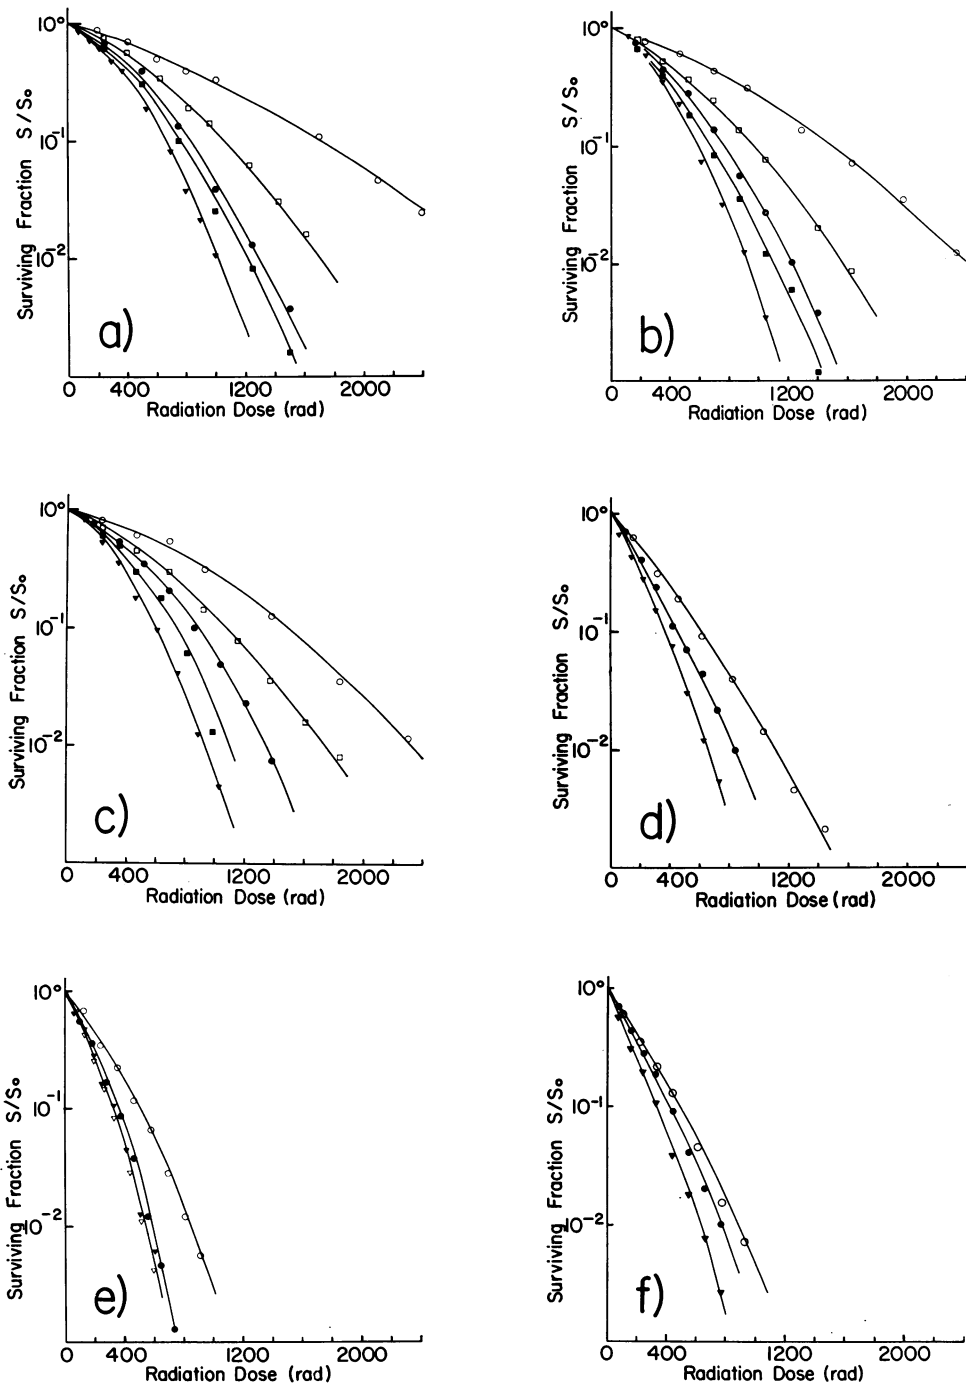 10⁰
10⁻¹
10⁻²
Surviving Fraction S/S₀
a)
0 400 1200 2000
Radiation Dose (rad)
10⁰
10⁻¹
10⁻²
Surviving Fraction S/S₀
b)
0 400 1200 2000
Radiation Dose (rad)
10⁰
10⁻¹
10⁻²
Surviving Fraction S/S₀
c)
0 400 1200 2000
Radiation Dose (rad)
10⁰
10⁻¹
10⁻²
Surviving Fraction S/S₀
d)
0 400 1200 2000
Radiation Dose (rad)
10⁰
10⁻¹
10⁻²
Surviving Fraction S/S₀
e)
0 400 1200 2000
Radiation Dose (rad)
10⁰
10⁻¹
10⁻²
Surviving Fraction S/S₀
f)
0 400 1200 2000
Radiation Dose (rad)